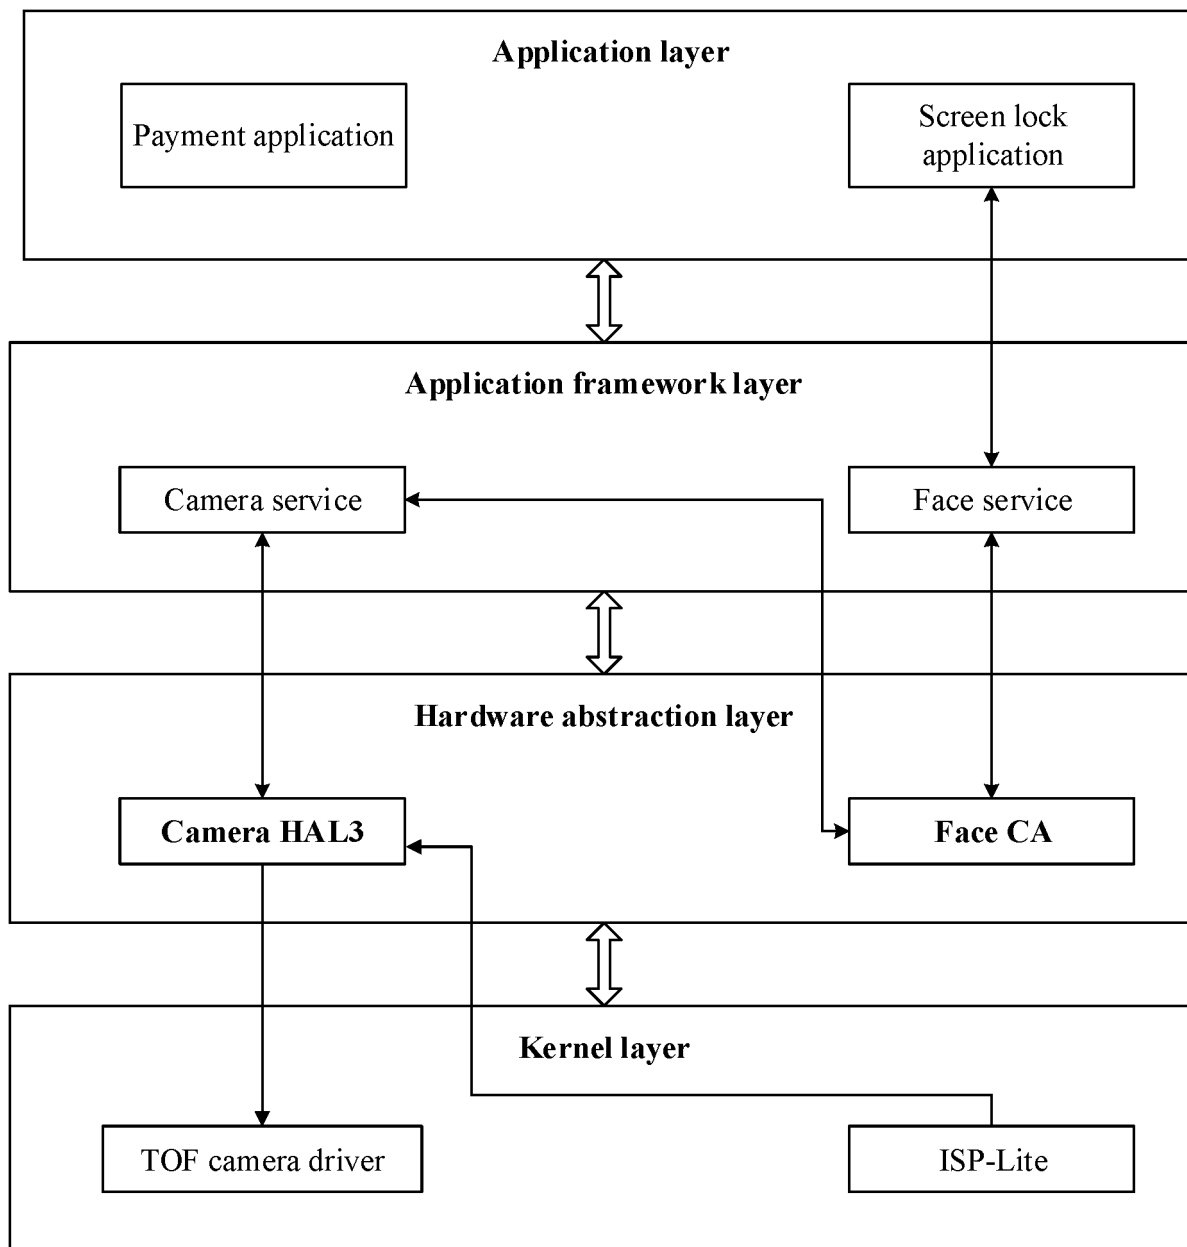 Application layer
Payment application
Screen lock
application
Application framework layer
Camera service
Face service
Hardware abstraction layer
Camera HAL3
Face CA
Kernel layer
TOF camera driver
ISP-Lite